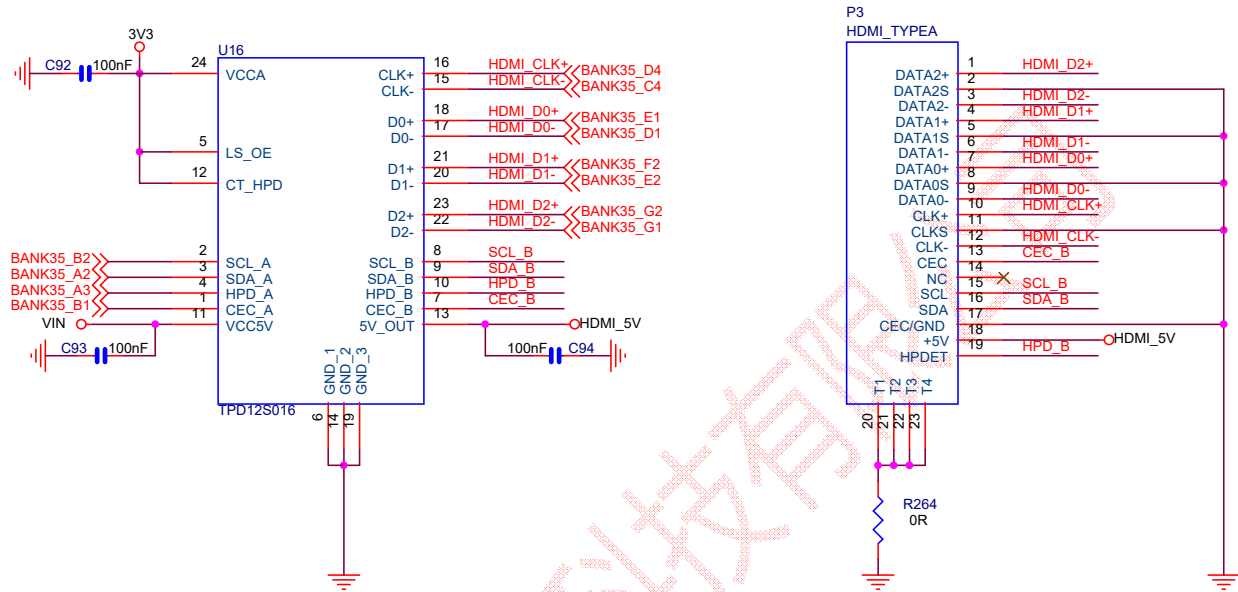 3V3
C92
100nF
U16
24
VCCA
5
LS_OE
12
CT_HPD
BANK35_B2
2
SCL_A
BANK35_A2
3
SDA_A
BANK35_A3
4
HPD_A
BANK35_B1
1
CEC_A
VIN
11
VCC5V
C93
100nF
CLK+
16
HDMI_CLK+
BANK35_D4
CLK-
15
HDMI_CLK-
BANK35_C4
D0+
18
HDMI_D0+
BANK35_E1
D0-
17
HDMI_D0-
BANK35_D1
D1+
21
HDMI_D1+
BANK35_F2
D1-
20
HDMI_D1-
BANK35_E2
D2+
23
HDMI_D2+
BANK35_G2
D2-
22
HDMI_D2-
BANK35_G1
SCL_B
8
SCL_B
SDA_B
9
SDA_B
HPD_B
10
HPD_B
CEC_B
7
CEC_B
5V_OUT
13
HDMI_5V
100nF
C94
GND_1
GND_2
GND_3
TPD12S016
6
14
19
P3
HDMI_TYPEA
DATA2+
1
HDMI_D2+
DATA2S
2
DATA2-
3
HDMI_D2-
DATA1+
4
HDMI_D1+
DATA1S
5
DATA1-
6
HDMI_D1-
DATA0+
7
HDMI_D0+
DATA0S
8
DATA0-
9
HDMI_D0-
CLK+
10
HDMI_CLK+
CLKS
11
CLK-
12
HDMI_CLK-
CEC
13
CEC_B
NC
14
SCL
15
SCL_B
SDA
16
SDA_B
CEC/GND
17
+5V
18
HDMI_5V
HPDET
19
HPD_B
T1
T2
T3
T4
20
21
22
23
R264
0R
科技有限公司